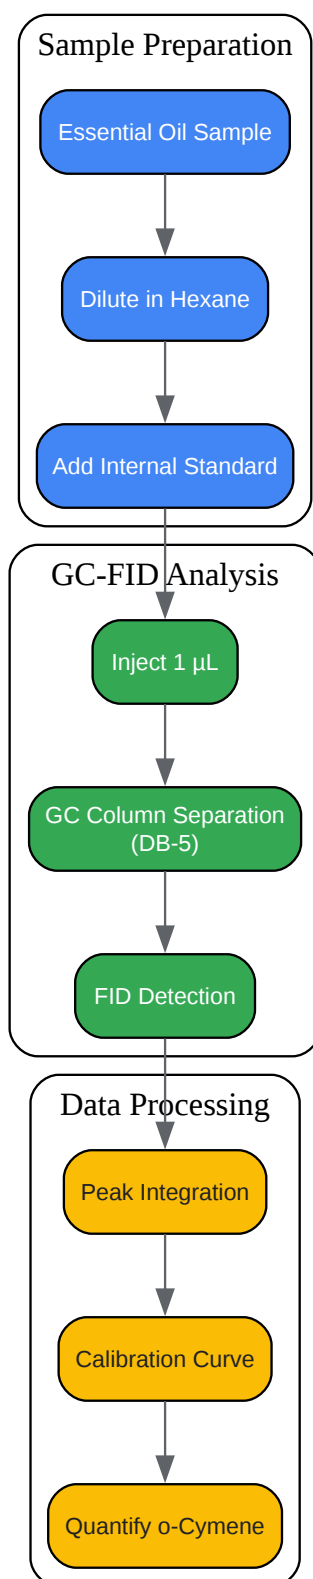 Sample Preparation
Essential Oil Sample
Dilute in Hexane
Add Internal Standard
GC-FID Analysis
Inject 1 µL
GC Column Separation
(DB-5)
FID Detection
Data Processing
Peak Integration
Calibration Curve
Quantify o-Cymene